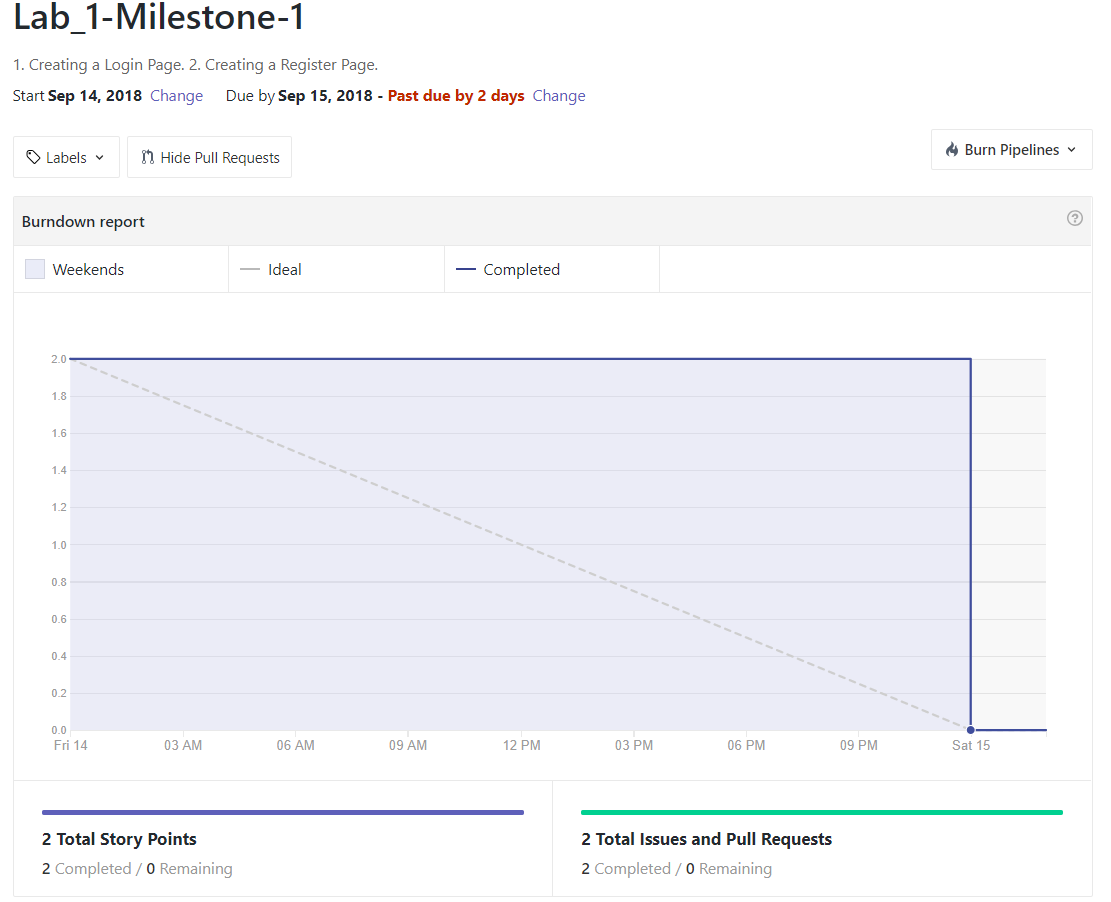 Lab_1-Milestone-1
1. Creating a Login Page. 2. Creating a Register Page.
Start Sep 14, 2018 Change Due by Sep 15, 2018 - Past due by 2 days Change
Labels Hide Pull Requests Burn Pipelines
Burndown report ?
Weekends Ideal Completed
2.0
1.8
1.6
1.4
1.2
1.0
0.8
0.6
0.4
0.2
0.0
Fri 14 03 AM 06 AM 09 AM 12 PM 03 PM 06 PM 09 PM Sat 15
2 Total Story Points
2 Completed / 0 Remaining
2 Total Issues and Pull Requests
2 Completed / 0 Remaining